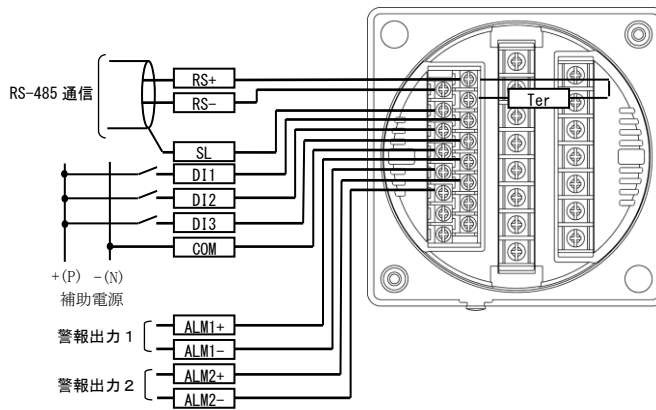 RS-485 通信
RS+
RS-
Ter
SL
DI1
DI2
DI3
COM
+(P) -(N)
補助電源
警報出力１
ALM1+
ALM1-
警報出力２
ALM2+
ALM2-